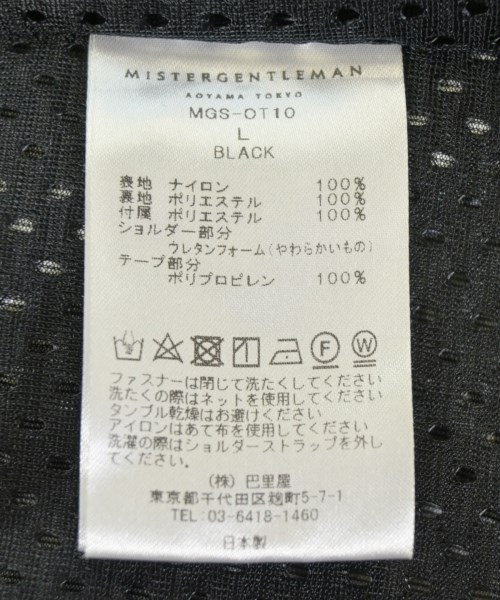 MISTERGENTLEMAN
AOYAMA TOKYO
MGS-OT10
L
BLACK
表地 ナイロン 100%
裏地 ポリエステル 100%
付属 ポリエステル 100%
ショルダー部分
ウレタンフォーム(やわらかいもの)
テープ部分
ポリプロピレン 100%
F W
ファスナーは閉じて洗たくしてください
洗たくの際はネットを使用してください
タンブル乾燥はお避けください
アイロンはあて布を使用してください
洗濯の際はショルダーストラップを外し
てください。
(株) 巴里屋
東京都千代田区麹町5-7-1
TEL: 03-6418-1460
日本製